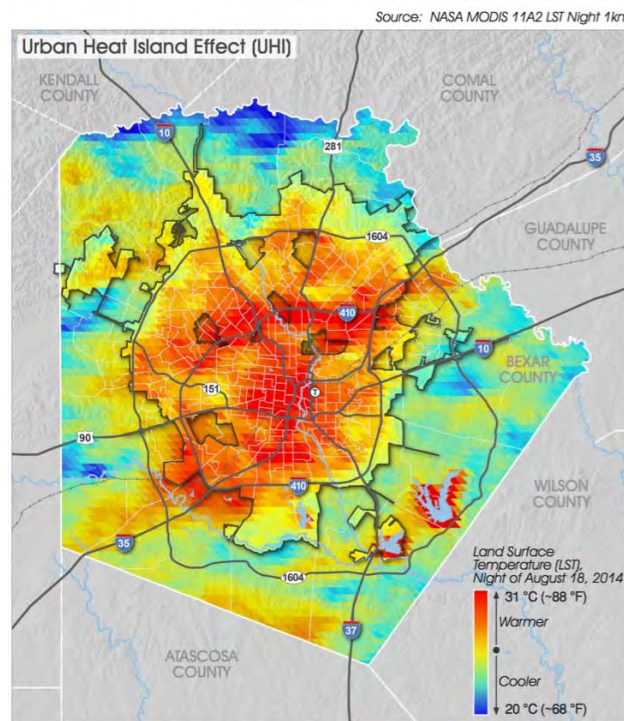 Source: NASA MODIS 11A2 LST Night 1km
Urban Heat Island Effect (UHI)
KENDALL
COUNTY
COMAL
COUNTY
10
281
35
GUADALUPE
COUNTY
1604
410
10
BEXAR
COUNTY
151
T
90
WILSON
COUNTY
410
35
1604
37
ATASCOSA
COUNTY
Land Surface
Temperature (LST),
Night of August 18, 2014
31 °C (~88 °F)
Warmer
Cooler
20 °C (~68 °F)